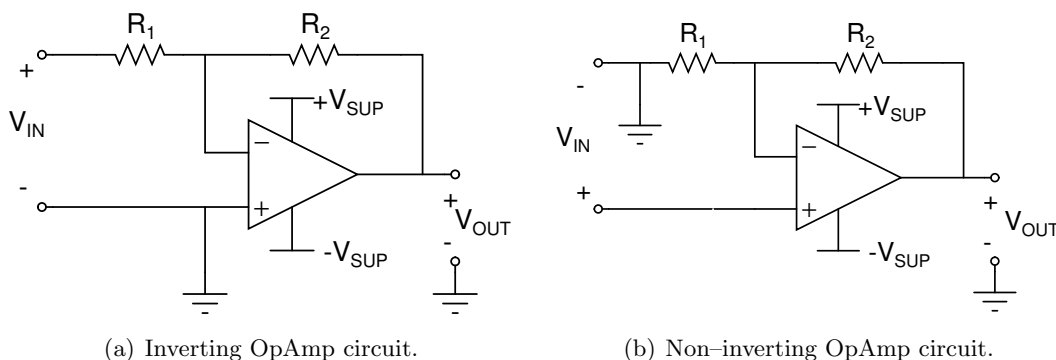 R1 R2
+
VIN
-
+VSUP
−
+
-VSUP
+
VOUT
-
(a) Inverting OpAmp circuit.
R1 R2
-
VIN
+
+VSUP
−
+
-VSUP
+
VOUT
-
(b) Non–inverting OpAmp circuit.